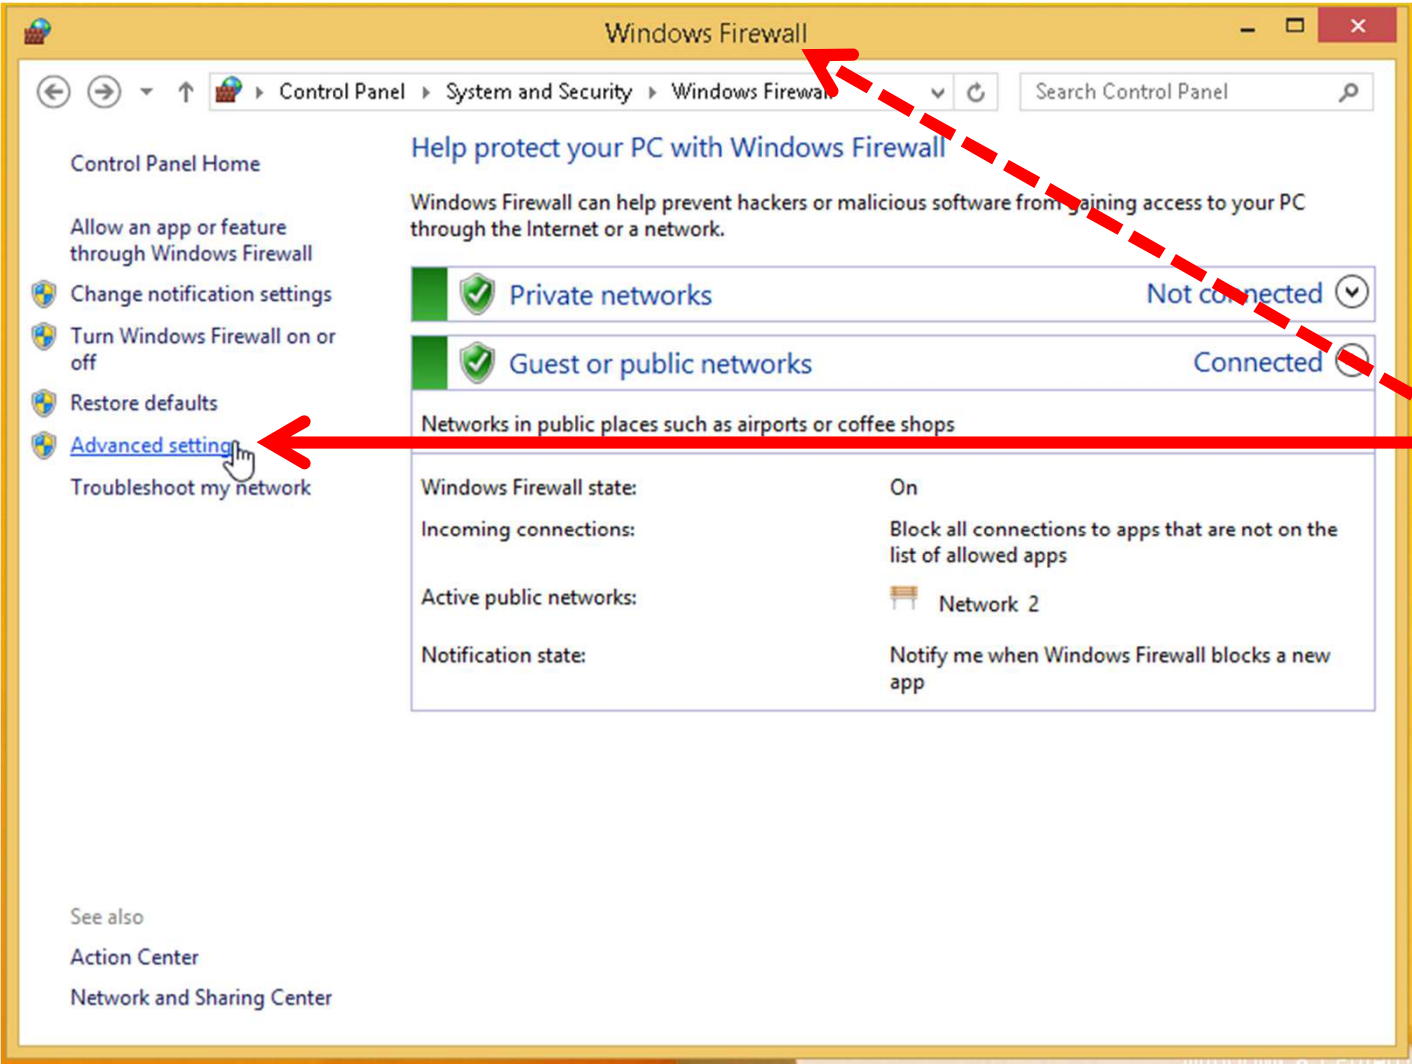 Windows Firewall
Control Panel System and Security Windows Firewall
Search Control Panel
Control Panel Home
Allow an app or feature
through Windows Firewall
Change notification settings
Turn Windows Firewall on or
off
Restore defaults
Advanced setting
Troubleshoot my network
See also
Action Center
Network and Sharing Center
Help protect your PC with Windows Firewall
Windows Firewall can help prevent hackers or malicious software from gaining access to your PC
through the Internet or a network.
Private networks Not connected
Guest or public networks Connected
Networks in public places such as airports or coffee shops
Windows Firewall state: On
Incoming connections: Block all connections to apps that are not on the
list of allowed apps
Active public networks: Network 2
Notification state: Notify me when Windows Firewall blocks a new
app